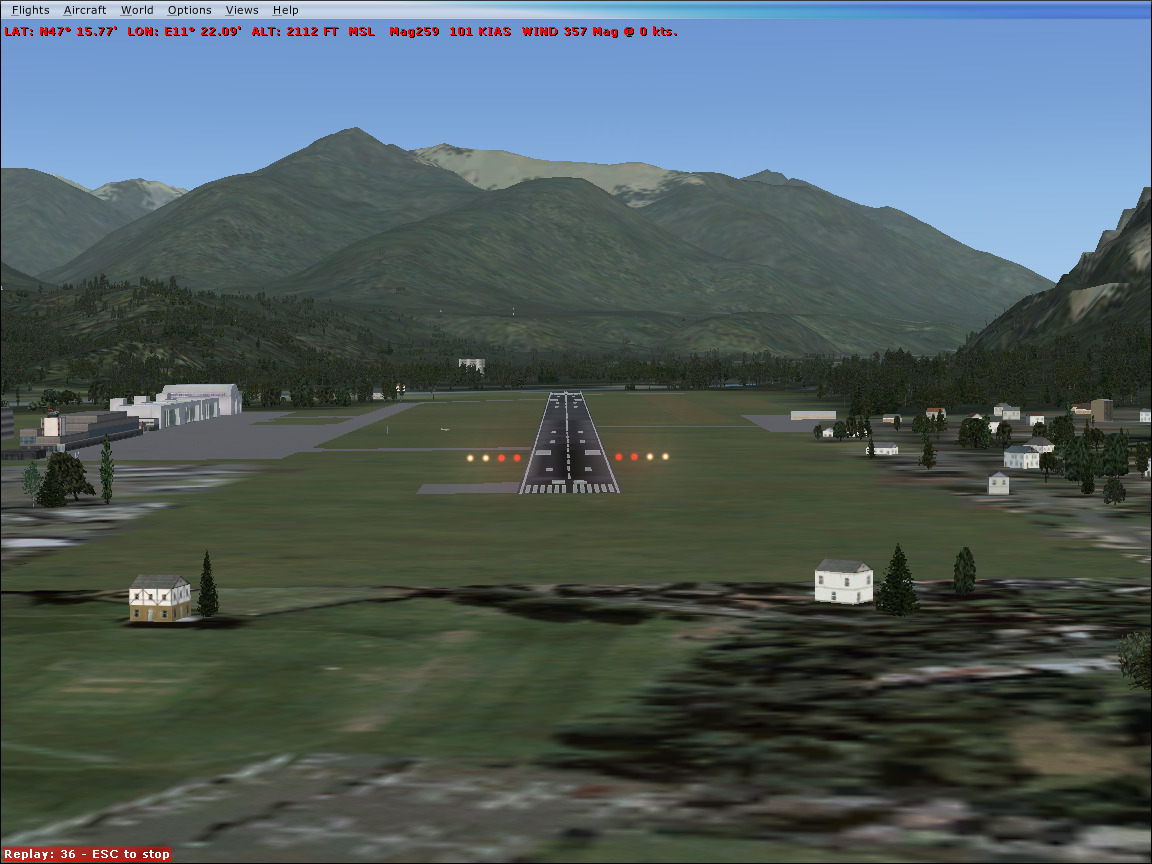 Flights Aircraft World Options Views Help
LAT: N47° 15.77' LON: E11° 22.09' ALT: 2112 FT MSL Mag259 101 KIAS WIND 357 Mag @ 0 kts.
Replay: 36 - ESC to stop